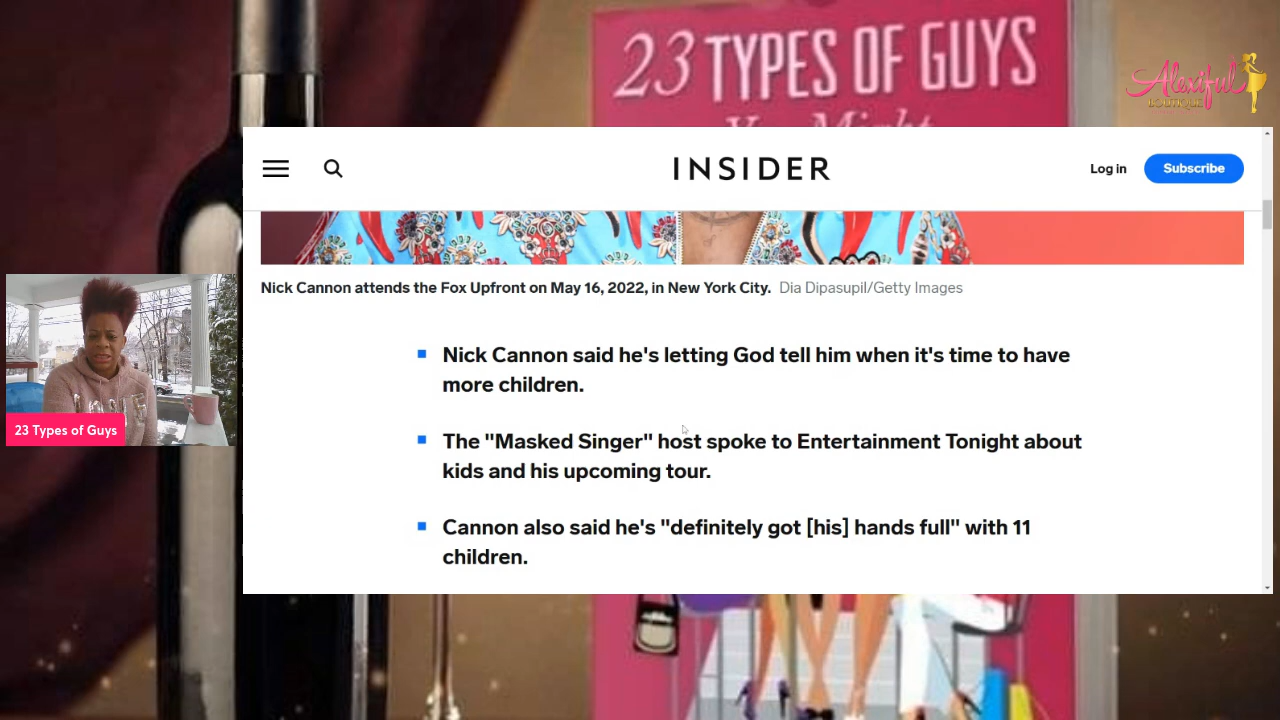 23 TYPES OF GUYS
You Might
Alexiful
BOUTIQUE
INSIDER
Log in
Subscribe
Nick Cannon attends the Fox Upfront on May 16, 2022, in New York City. Dia Dipasupil/Getty Images
Nick Cannon said he's letting God tell him when it's time to have
more children.
The "Masked Singer" host spoke to Entertainment Tonight about
kids and his upcoming tour.
Cannon also said he's "definitely got [his] hands full" with 11
children.
23 Types of Guys